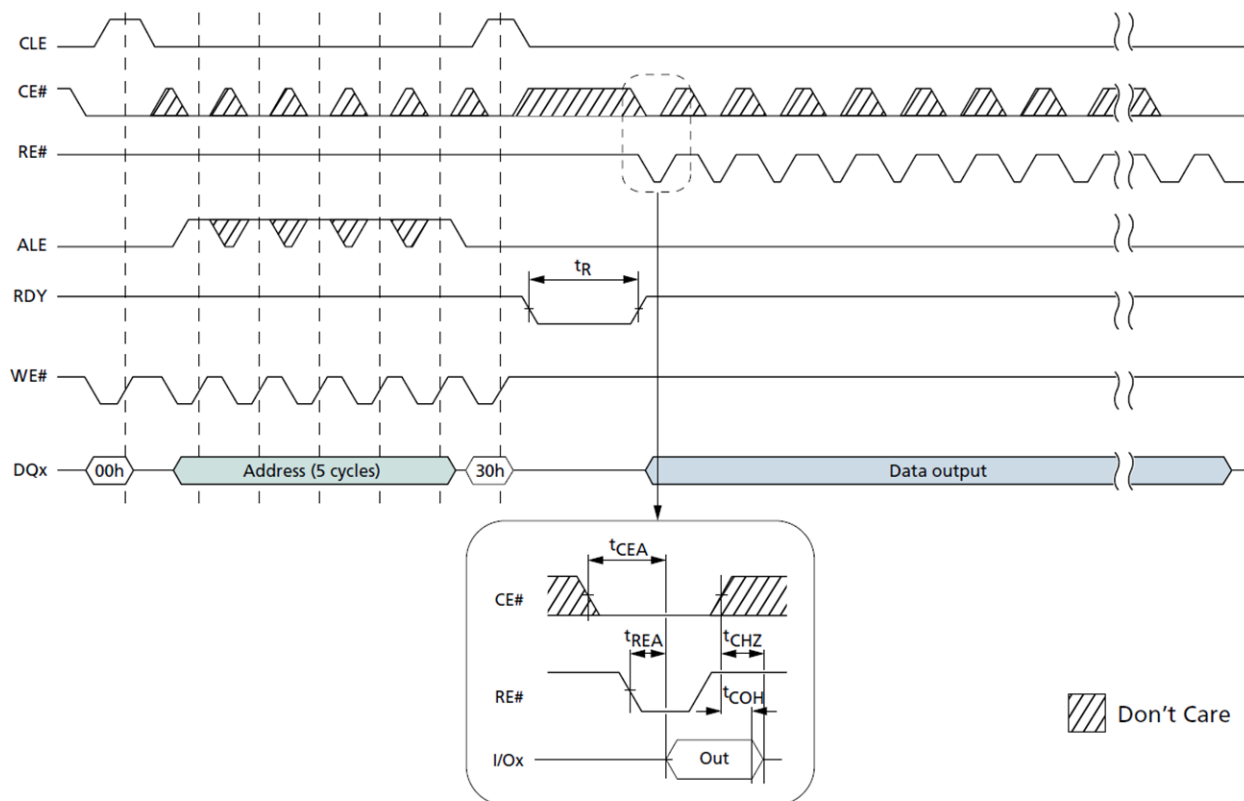 CLE
CE#
RE#
ALE
tR
RDY
WE#
DQx
00h
Address (5 cycles)
30h
Data output
tCEA
CE#
tREA
tCHZ
RE#
tCOH
I/Ox
Out
Don't Care